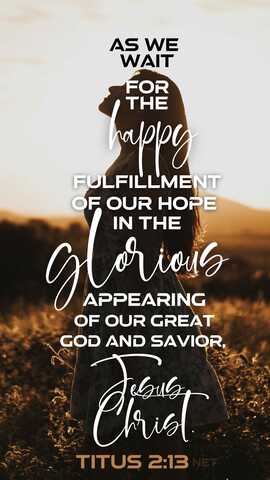 AS WE
WAIT
FOR
THE
happy
FULFILLMENT
OF OUR HOPE
IN THE
glorious
APPEARING
OF OUR GREAT
GOD AND SAVIOR,
Jesus
Christ.
TITUS 2:13 NET